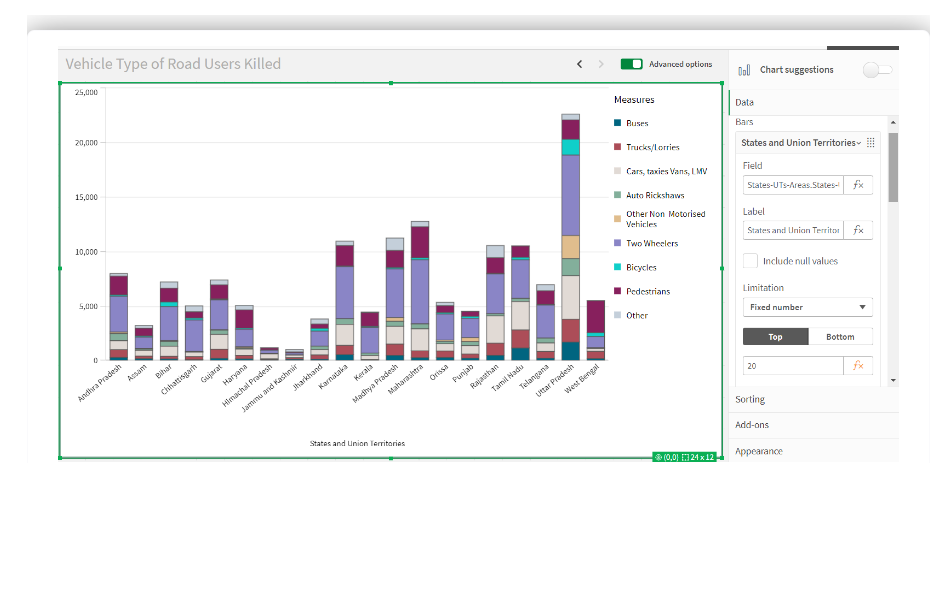 Vehicle Type of Road Users Killed
Advanced options
Chart suggestions
Measures
Buses
Trucks/Lorries
Cars, taxies Vans, LMV
Auto Rickshaws
Other Non Motorised
Vehicles
Two Wheelers
Bicycles
Pedestrians
Other
25,000
20,000
15,000
10,000
5,000
0
Andhra Pradesh
Assam
Bihar
Chhattisgarh
Gujarat
Haryana
Himachal Pradesh
Jammu and Kashmir
Jharkhand
Karnataka
Kerala
Madhya Pradesh
Maharashtra
Orissa
Punjab
Rajasthan
Tamil Nadu
Telangana
Uttar Pradesh
West Bengal
States and Union Territories
(0,0) 24 x 12
Data
Bars
States and Union Territories
Field
States-UTs-Areas.States-U
fx
Label
States and Union Territor
fx
Include null values
Limitation
Fixed number
Top
Bottom
20
fx
Sorting
Add-ons
Appearance